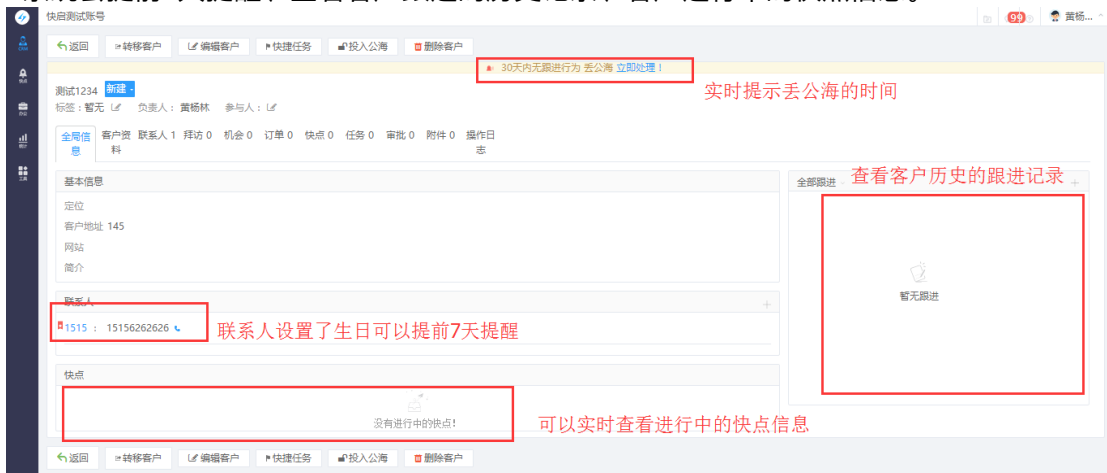 快启测试账号
99
黄杨...
返回 转移客户 编辑客户 快捷任务 投入公海 删除客户
30天内无跟进行为 丢公海 立即处理！
实时提示丢公海的时间
测试1234 新建
标签：暂无 负责人：黄杨林 参与人：
全局信息 客户资料 联系人 1 拜访 0 机会 0 订单 0 快点 0 任务 0 审批 0 附件 0 操作日志
基本信息
全部跟进
查看客户历史的跟进记录
定位
客户地址 145
网站
简介
暂无跟进
联系人
1515 ： 15156262626
联系人设置了生日可以提前7天提醒
快点
没有进行中的快点!
可以实时查看进行中的快点信息
返回 转移客户 编辑客户 快捷任务 投入公海 删除客户